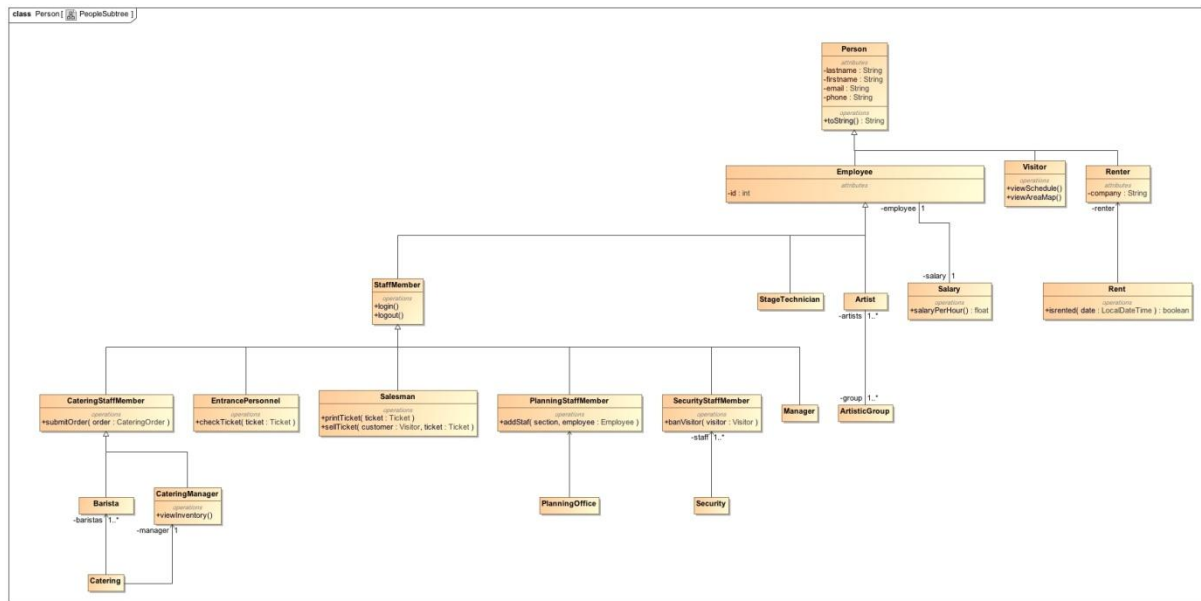 class Person [ PeopleSubtree ]
Person
attributes
-lastname : String
-firstname : String
-email : String
-phone : String
operations
+toString() : String
Employee
attributes
-id : int
Visitor
operations
+viewSchedule()
+viewAreaMap()
Renter
attributes
-company : String
-employee 1
-renter
StaffMember
operations
+login()
+logout()
StageTechnician
Artist
-artists 1..*
-salary 1
Salary
operations
+salaryPerHour() : float
Rent
operations
+isrented( date : LocalDateTime ) : boolean
CateringStaffMember
operations
+submitOrder( order : CateringOrder )
EntrancePersonnel
operations
+checkTicket( ticket : Ticket )
Salesman
operations
+printTicket( ticket : Ticket )
+sellTicket( customer : Visitor, ticket : Ticket )
PlanningStaffMember
operations
+addStaf( section, employee : Employee )
SecurityStaffMember
operations
+banVisitor( visitor : Visitor )
-staff 1..*
Manager
-group 1..*
ArtisticGroup
Barista
-baristas 1..*
CateringManager
operations
+viewInventory()
-manager 1
PlanningOffice
Security
Catering